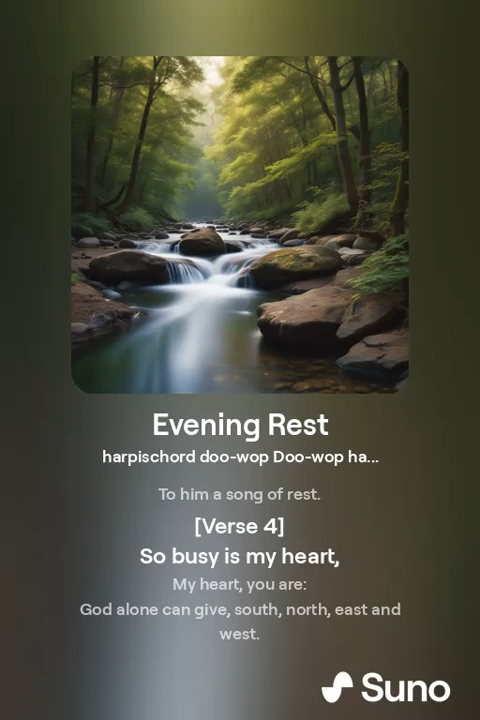 Evening Rest
harpischord doo-wop Doo-wop ha...
To him a song of rest.
[Verse 4]
So busy is my heart,
My heart, you are:
God alone can give, south, north, east and
west.
Suno